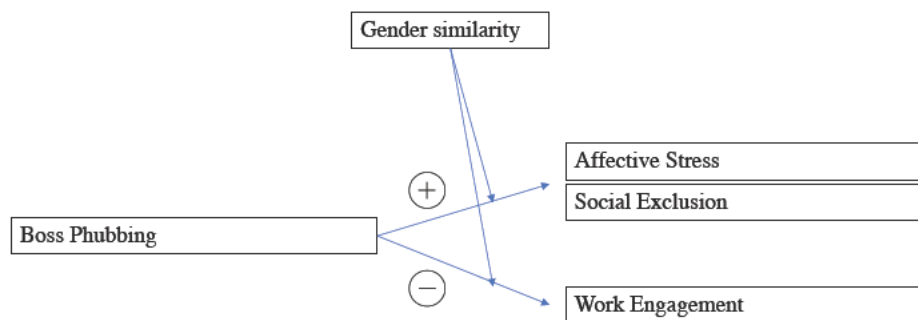 Gender similarity
Affective Stress
+
Social Exclusion
Boss Phubbing
−
Work Engagement